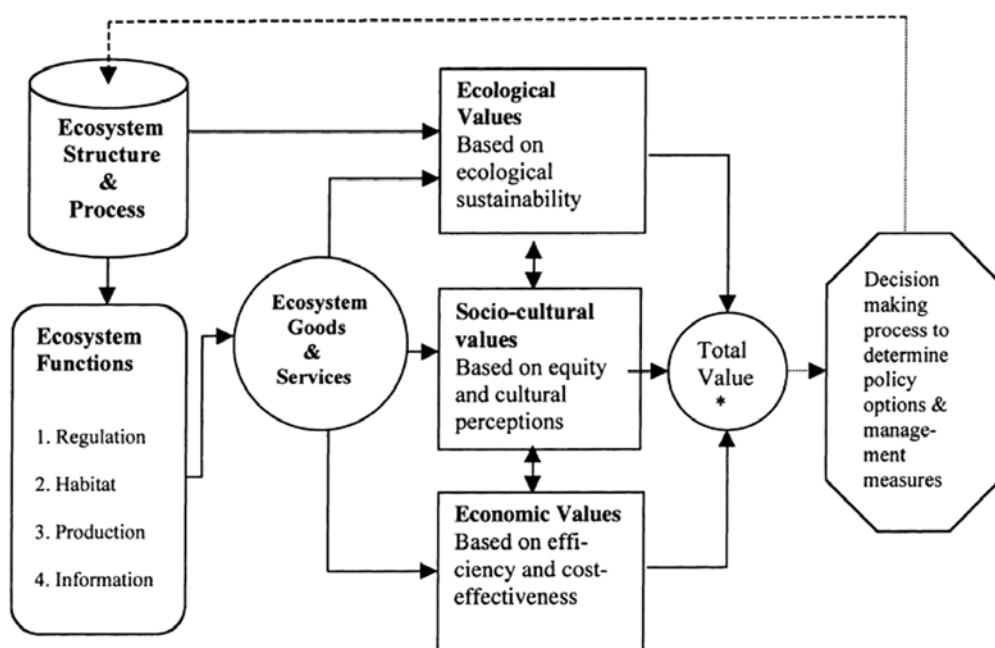 Ecosystem
Structure
&
Process
Ecosystem
Functions
1. Regulation
2. Habitat
3. Production
4. Information
Ecosystem
Goods
&
Services
Ecological
Values
Based on
ecological
sustainability
Socio-cultural
values
Based on equity
and cultural
perceptions
Economic Values
Based on effi-
ciency and cost-
effectiveness
Total
Value
*
Decision
making
process to
determine
policy
options &
manage-
ment
measures